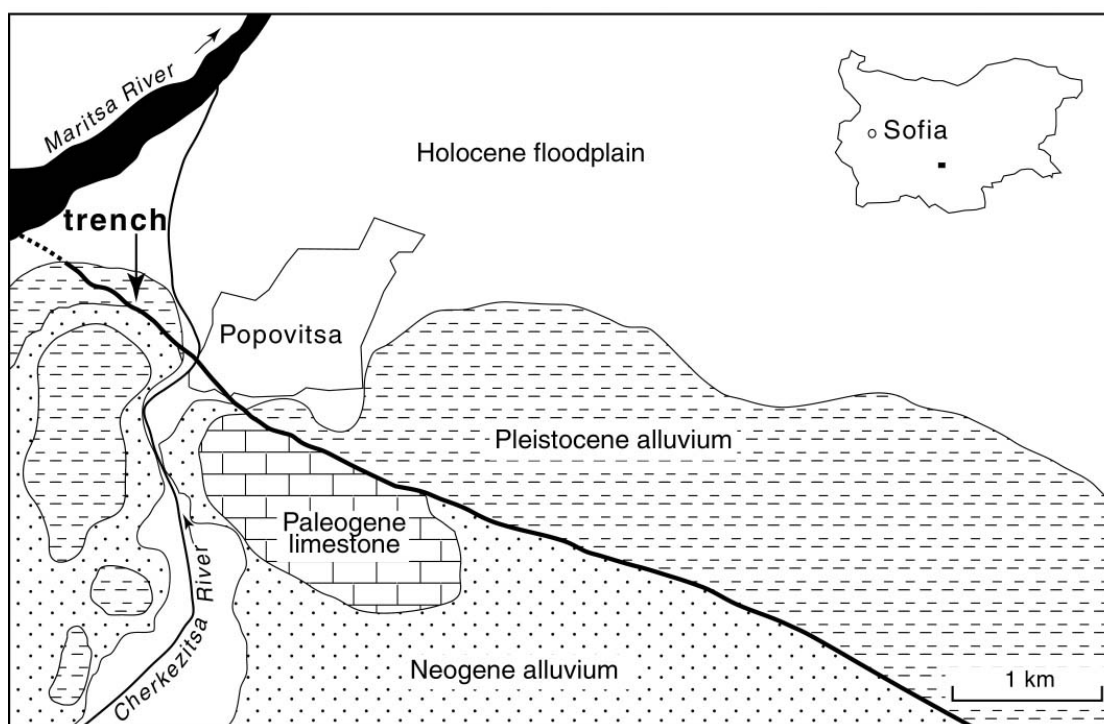 Maritsa River
trench
Holocene floodplain
Sofia
Popovitsa
Pleistocene alluvium
Paleogene
limestone
Cherkezitsa River
Neogene alluvium
1 km